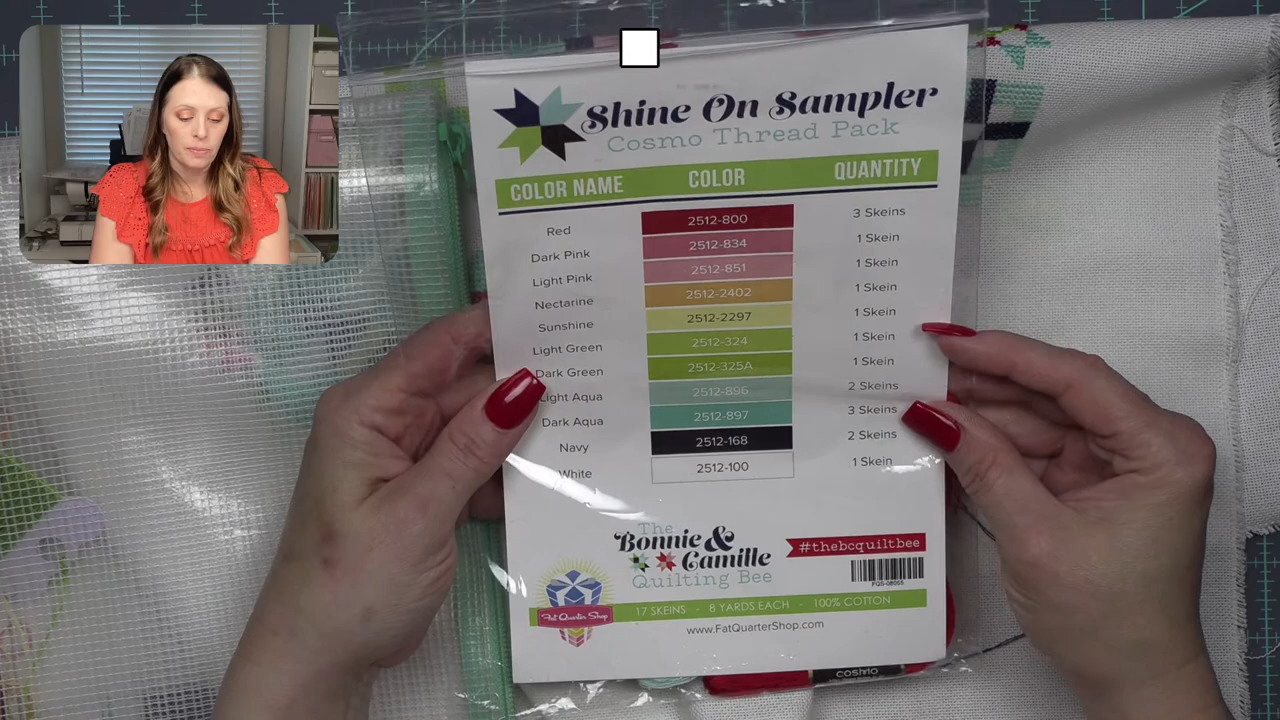 Shine On Sampler
Cosmo Thread Pack
COLOR NAME COLOR QUANTITY
Red 2512-800 3 Skeins
Dark Pink 2512-834 1 Skein
Light Pink 2512-851 1 Skein
Nectarine 2512-2402 1 Skein
Sunshine 2512-2297 1 Skein
Light Green 2512-324 1 Skein
Dark Green 2512-325A 1 Skein
Light Aqua 2512-896 2 Skeins
Dark Aqua 2512-897 3 Skeins
Navy 2512-168 2 Skeins
White 2512-100 1 Skein
The
Bonnie &
Camille
Quilting Bee
#thebcquiltbee
FQS-08055
Fat Quarter Shop
17 SKEINS - 8 YARDS EACH - 100% COTTON
www.FatQuarterShop.com
COSMO